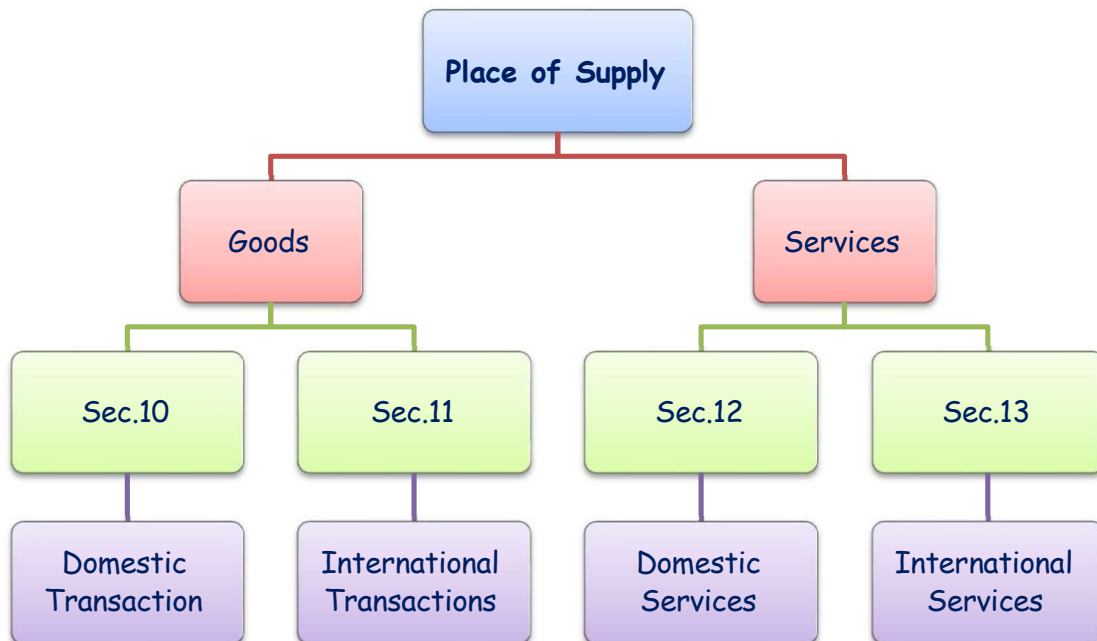 Place of Supply
Goods
Services
Sec.10
Sec.11
Sec.12
Sec.13
Domestic
Transaction
International
Transactions
Domestic
Services
International
Services